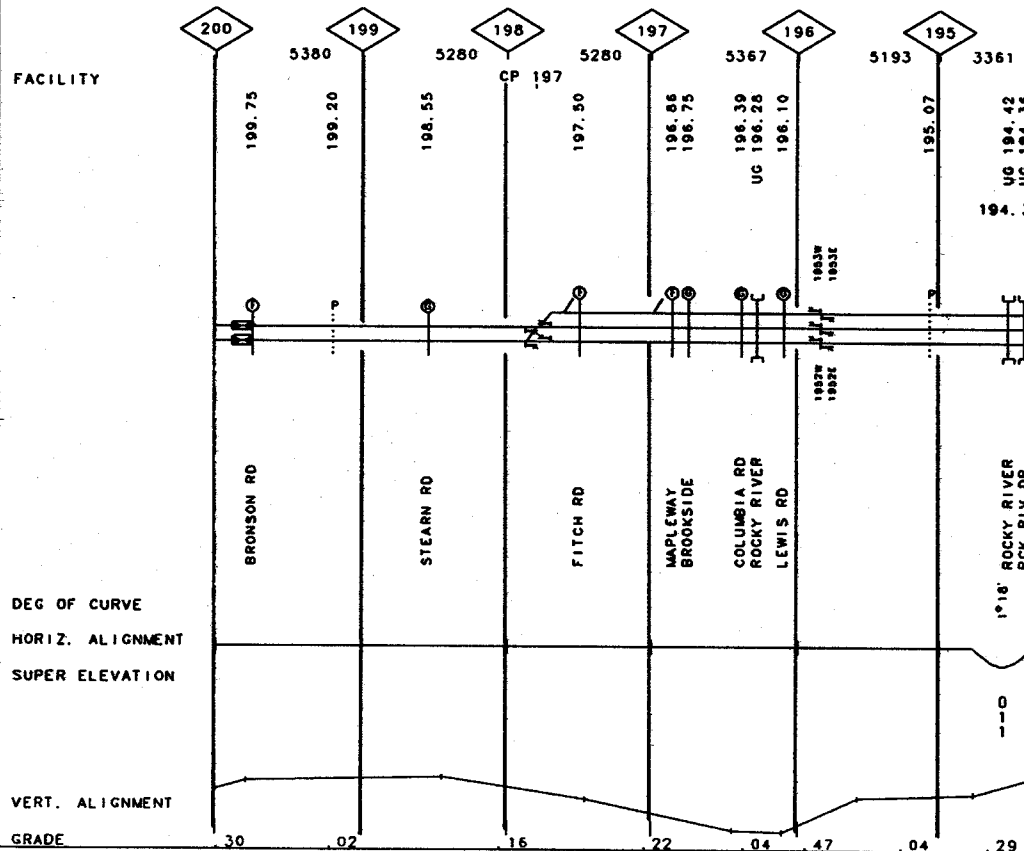 200 199 198 197 196 195
5380 5280 5280 5367 5193 3361
FACILITY
CP 197
199.75
199.20
198.55
197.50
196.86
196.75
196.39
UG 196.28
196.10
195.07
UG 194.42
194.
1953W
1953E
T P G T T G G G P
1952W
1952E
BRONSON RD
STEARN RD
FITCH RD
MAPLEWAY
BROOKSIDE
COLUMBIA RD
ROCKY RIVER
LEWIS RD
ROCKY RIVER
DEG OF CURVE
1°18'
HORIZ. ALIGNMENT
SUPER ELEVATION
1-0
1
VERT. ALIGNMENT
GRADE .30 .02 .16 .22 .04 .47 .04 .29